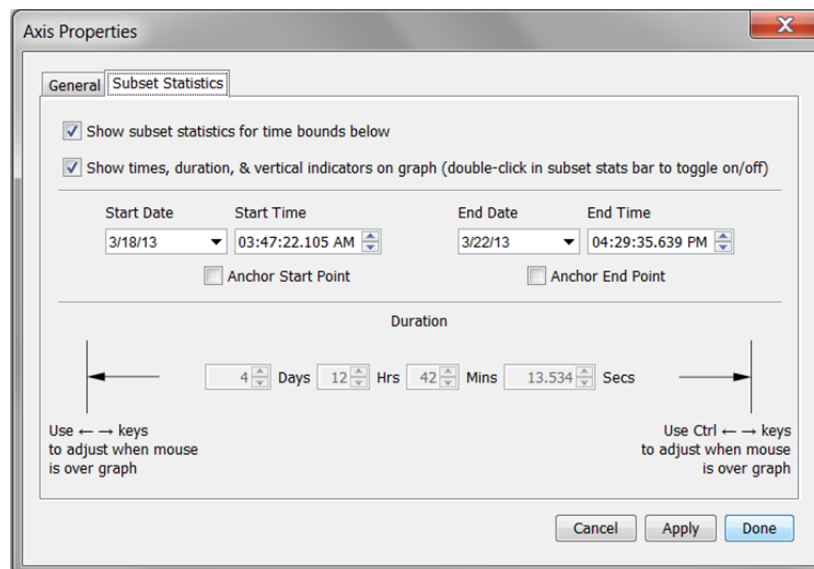 Axis Properties
General Subset Statistics
Show subset statistics for time bounds below
Show times, duration, & vertical indicators on graph (double-click in subset stats bar to toggle on/off)
Start Date Start Time End Date End Time
3/18/13 03:47:22.105 AM 3/22/13 04:29:35.639 PM
Anchor Start Point Anchor End Point
Duration
4 Days 12 Hrs 42 Mins 13.534 Secs
Use ← → keys
to adjust when mouse
is over graph
Use Ctrl ← → keys
to adjust when mouse
is over graph
Cancel Apply Done